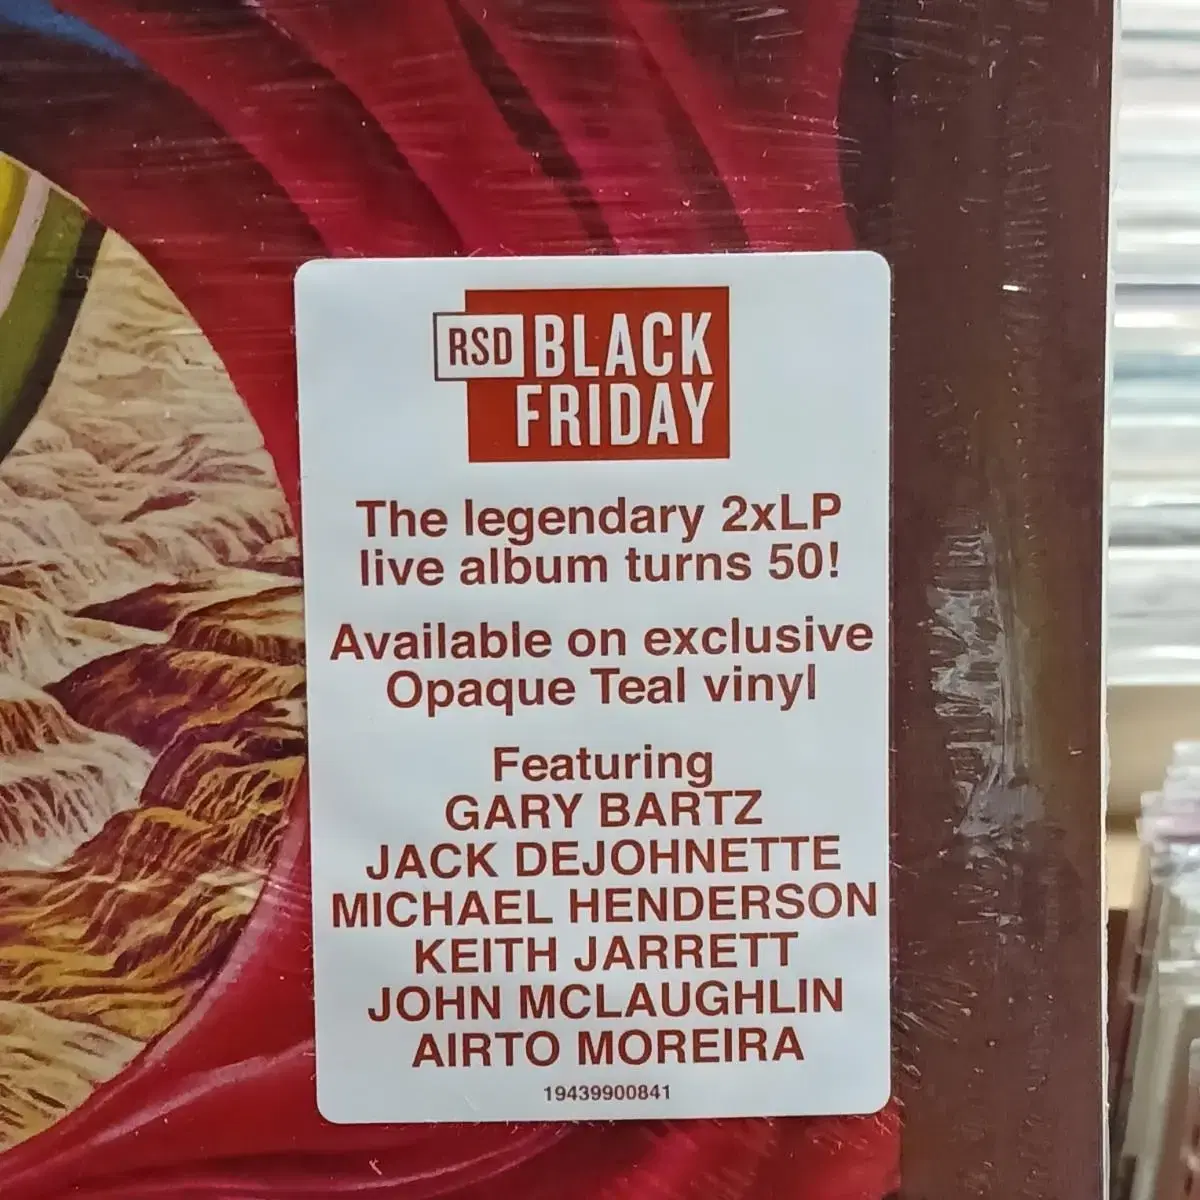 RSD BLACK
FRIDAY
The legendary 2xLP
live album turns 50!
Available on exclusive
Opaque Teal vinyl
Featuring
GARY BARTZ
JACK DEJOHNETTE
MICHAEL HENDERSON
KEITH JARRETT
JOHN MCLAUGHLIN
AIRTO MOREIRA
19439900841